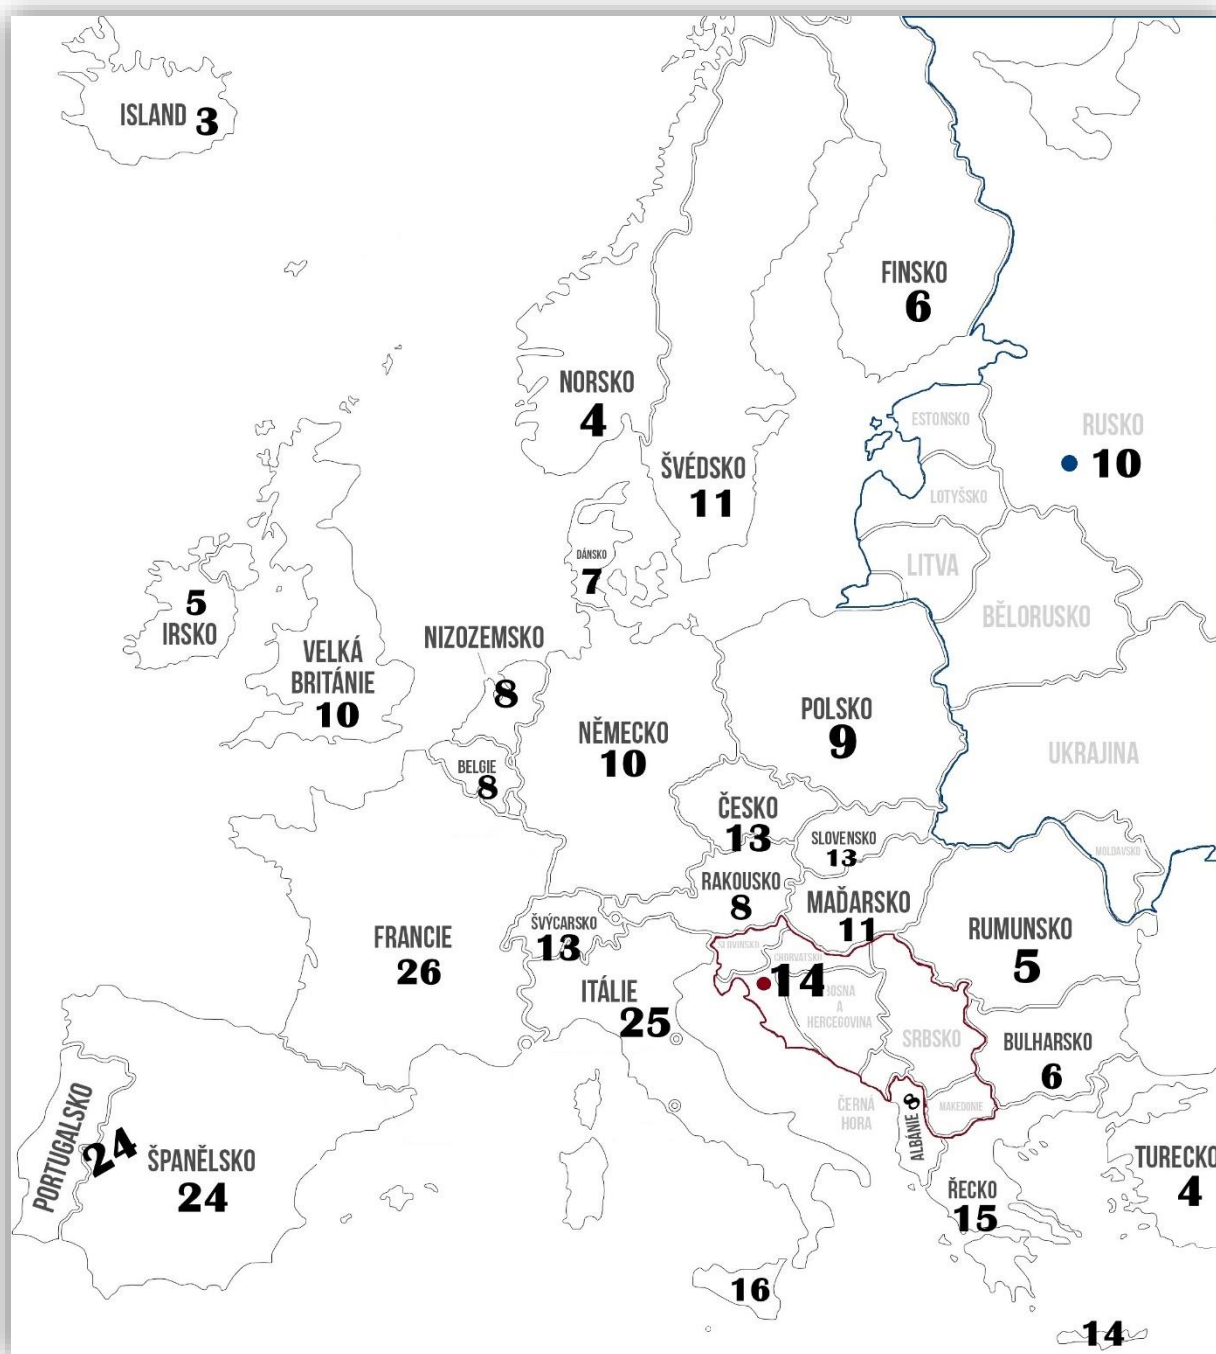 ISLAND 3
FINSKO
6
NORSKO
4
ESTONSKO
RUSKO
10
ŠVÉDSKO
11
LOTYŠSKO
DÁNSKO
7
LITVA
5
IRSKO
BĚLORUSKO
NIZOZEMSKO
8
VELKÁ
BRITÁNIE
10
POLSKO
9
NĚMECKO
10
UKRAJINA
BELGIE
8
ČESKO
13
SLOVENSKO
13
MOLDAVSKO
RAKOUSKO
8
MAĎARSKO
11
ŠVÝCARSKO
13
FRANCIE
26
RUMUNSKO
5
SLOVINSKO
CHORVATSKO
14
ITÁLIE
25
BOSNA
A
HERCEGOVINA
SRBSKO
BULHARSKO
6
ČERNÁ
HORA
ALBÁNIE 8
MAKEDONIE
PORTUGALSKO
24
ŠPANĚLSKO
24
TURECKO
4
ŘECKO
15
16
14